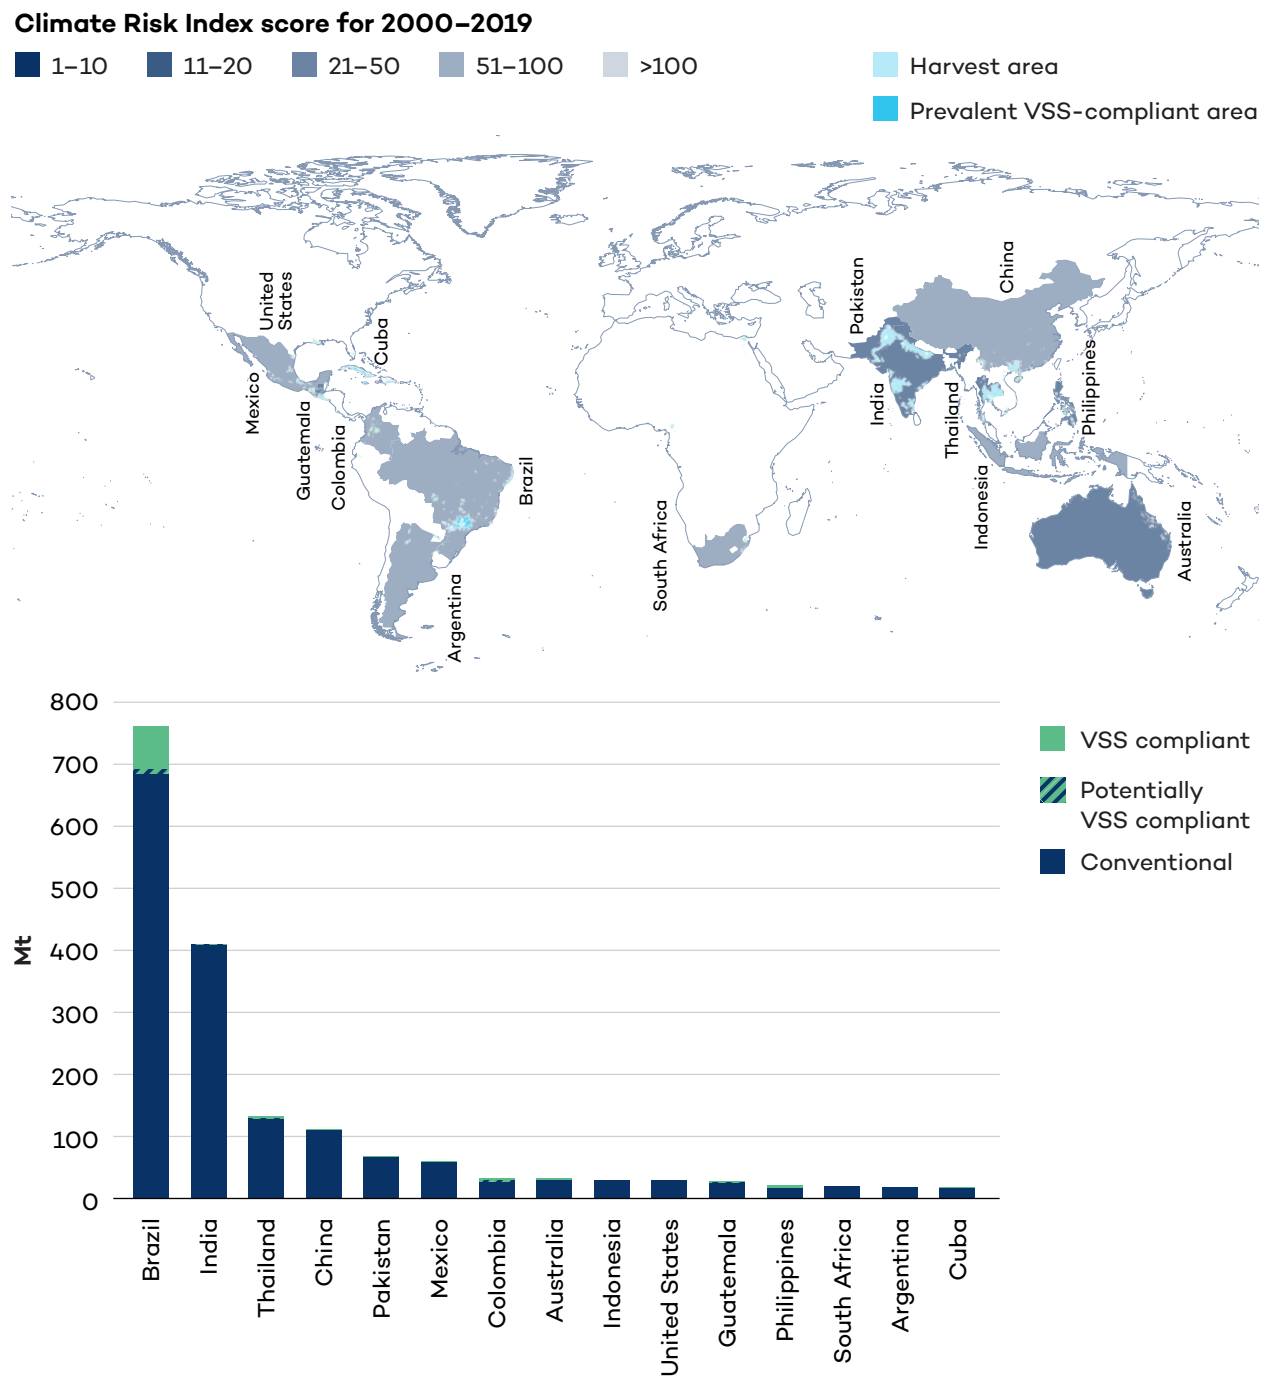 Climate Risk Index score for 2000–2019
1–10
11–20
21–50
51–100
>100
Harvest area
Prevalent VSS-compliant area
United
States
Cuba
Mexico
Guatemala
Colombia
Brazil
Argentina
South Africa
Pakistan
China
India
Thailand
Philippines
Indonesia
Australia
800
700
600
500
400
300
200
100
0
Mt
VSS compliant
Potentially
VSS compliant
Conventional
Brazil
India
Thailand
China
Pakistan
Mexico
Colombia
Australia
Indonesia
United States
Guatemala
Philippines
South Africa
Argentina
Cuba